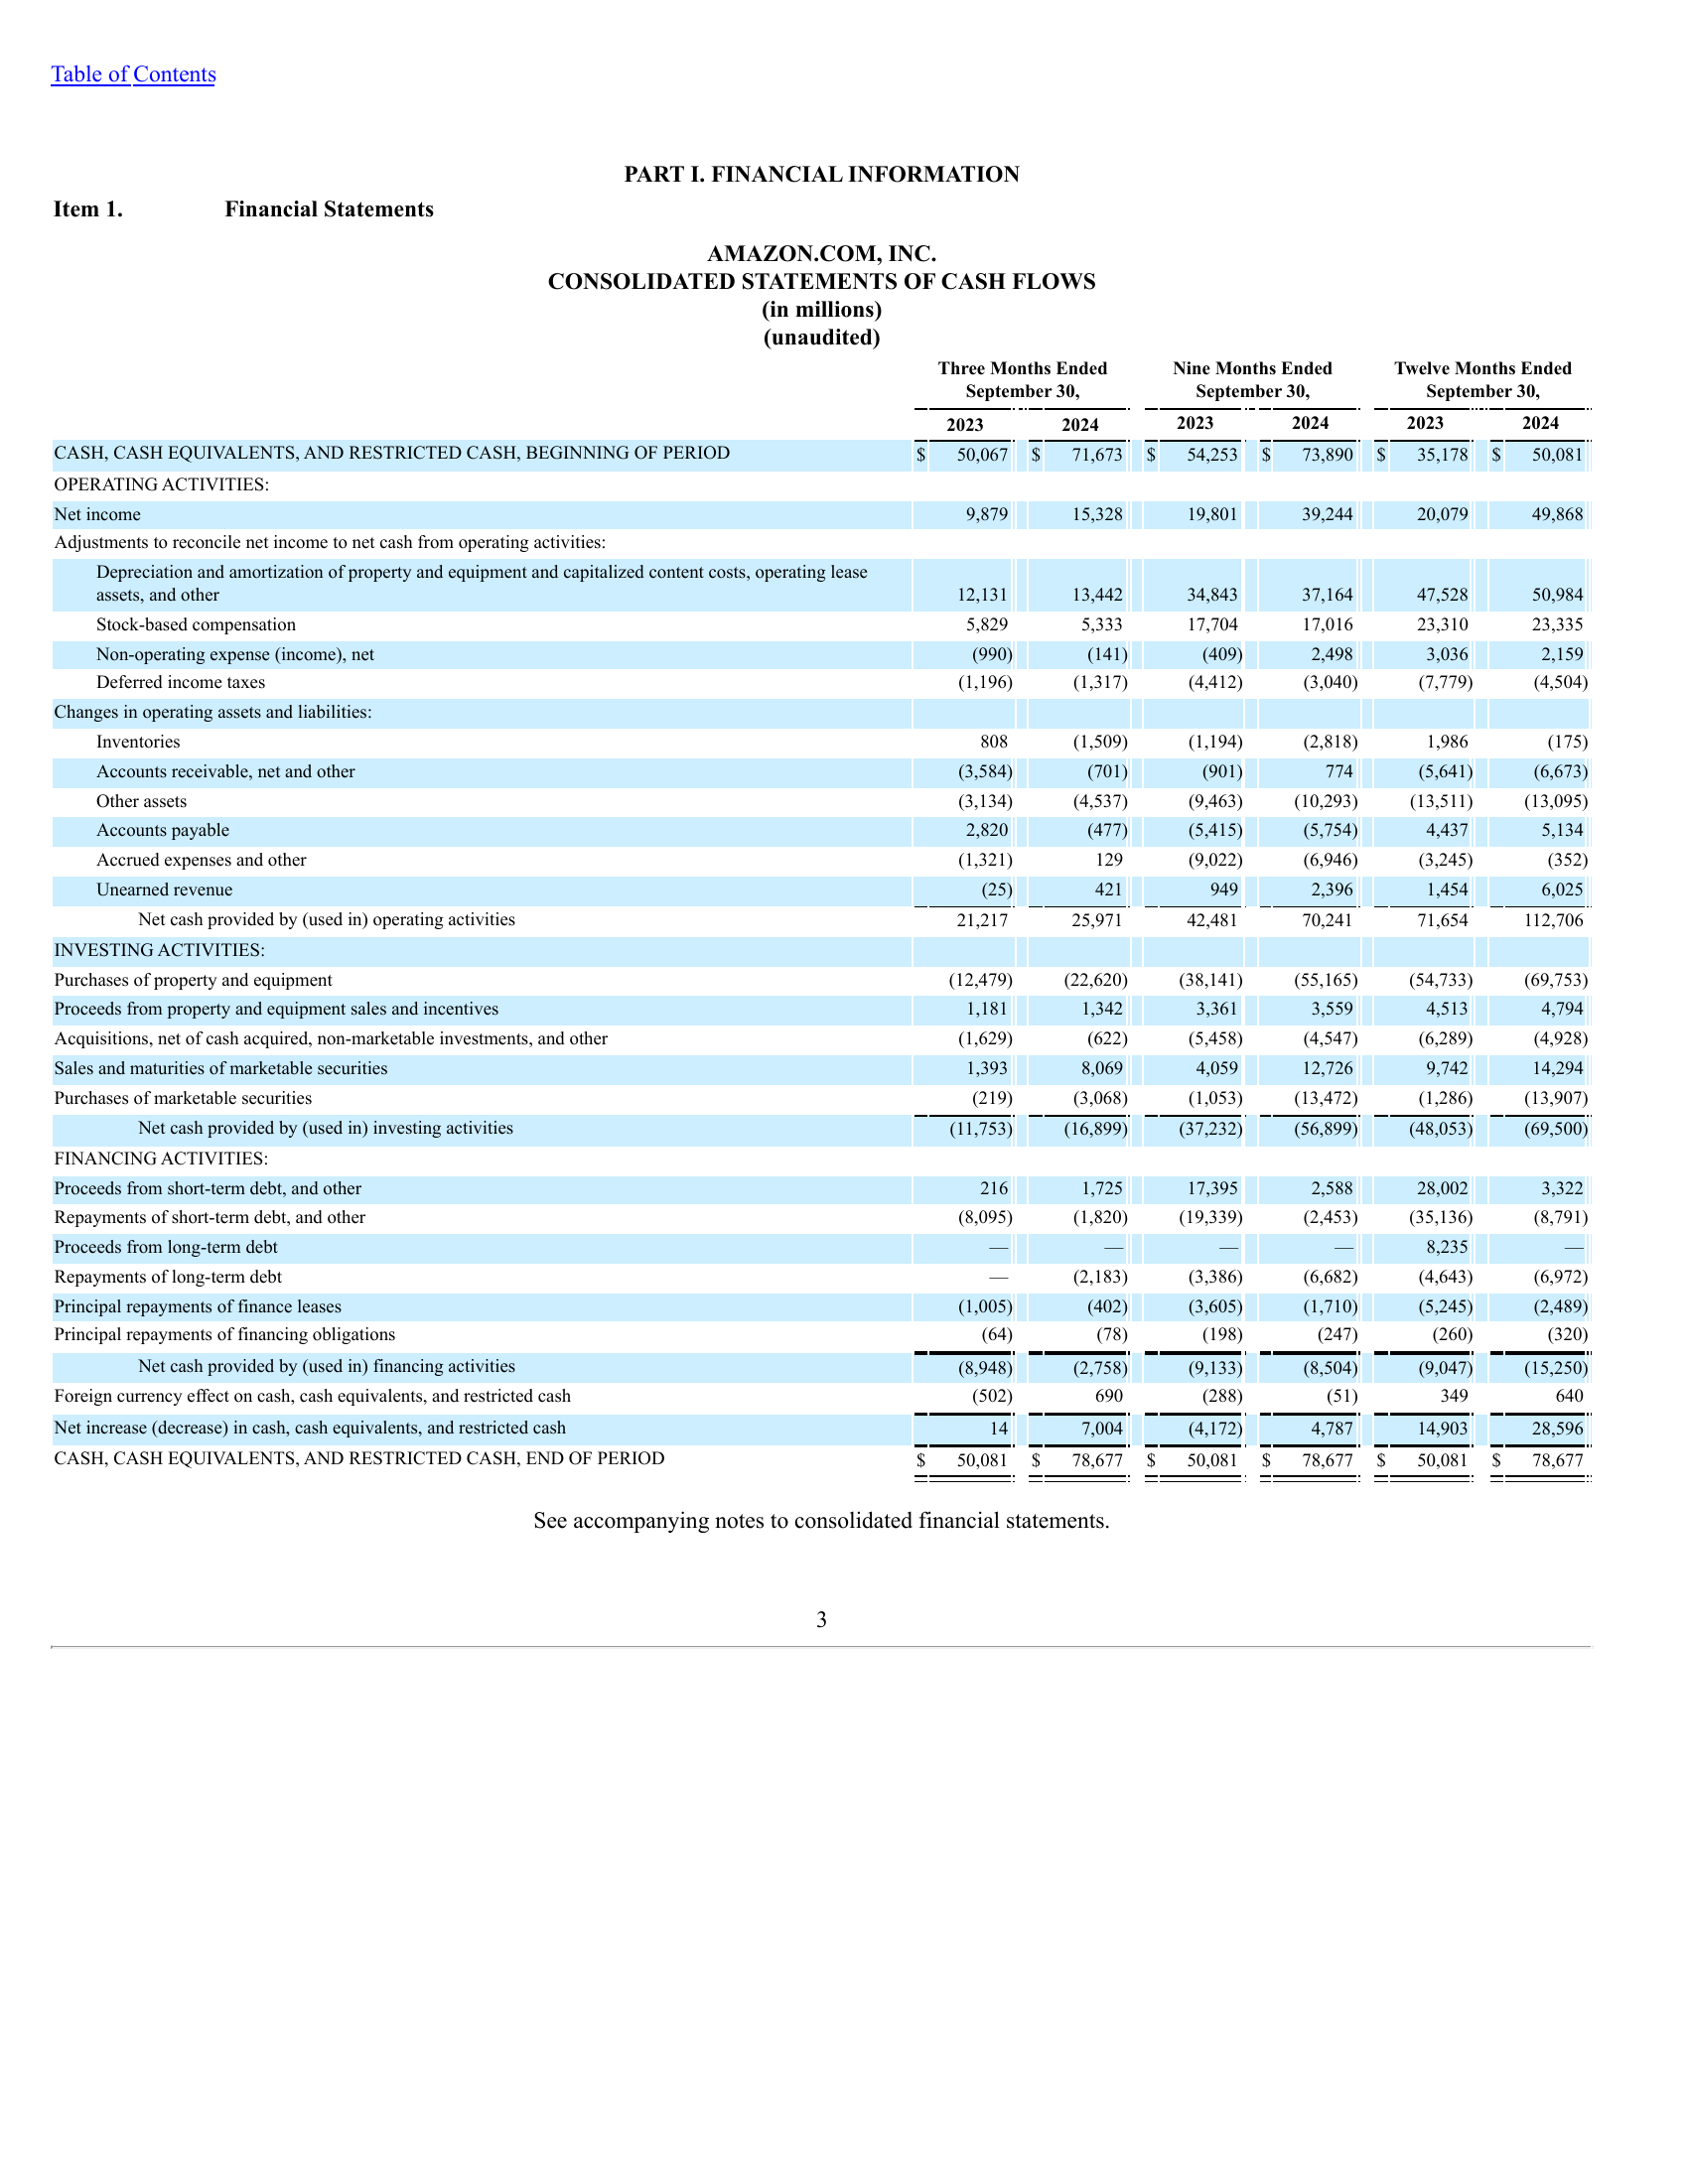 Table of Contents
PART I. FINANCIAL INFORMATION
Item 1. Financial Statements
AMAZON.COM, INC.
CONSOLIDATED STATEMENTS OF CASH FLOWS
(in millions)
(unaudited)
Three Months Ended Nine Months Ended Twelve Months Ended
September 30, September 30, September 30,
2023 2024 2023 2024 2023 2024
CASH, CASH EQUIVALENTS, AND RESTRICTED CASH, BEGINNING OF PERIOD $ 50,067 $ 71,673 $ 54,253 $ 73,890 $ 35,178 $ 50,081
OPERATING ACTIVITIES:
Net income 9,879 15,328 19,801 39,244 20,079 49,868
Adjustments to reconcile net income to net cash from operating activities:
Depreciation and amortization of property and equipment and capitalized content costs, operating lease
assets, and other 12,131 13,442 34,843 37,164 47,528 50,984
Stock-based compensation 5,829 5,333 17,704 17,016 23,310 23,335
Non-operating expense (income), net (990) (141) (409) 2,498 3,036 2,159
Deferred income taxes (1,196) (1,317) (4,412) (3,040) (7,779) (4,504)
Changes in operating assets and liabilities:
Inventories 808 (1,509) (1,194) (2,818) 1,986 (175)
Accounts receivable, net and other (3,584) (701) (901) 774 (5,641) (6,673)
Other assets (3,134) (4,537) (9,463) (10,293) (13,511) (13,095)
Accounts payable 2,820 (477) (5,415) (5,754) 4,437 5,134
Accrued expenses and other (1,321) 129 (9,022) (6,946) (3,245) (352)
Unearned revenue (25) 421 949 2,396 1,454 6,025
Net cash provided by (used in) operating activities 21,217 25,971 42,481 70,241 71,654 112,706
INVESTING ACTIVITIES:
Purchases of property and equipment (12,479) (22,620) (38,141) (55,165) (54,733) (69,753)
Proceeds from property and equipment sales and incentives 1,181 1,342 3,361 3,559 4,513 4,794
Acquisitions, net of cash acquired, non-marketable investments, and other (1,629) (622) (5,458) (4,547) (6,289) (4,928)
Sales and maturities of marketable securities 1,393 8,069 4,059 12,726 9,742 14,294
Purchases of marketable securities (219) (3,068) (1,053) (13,472) (1,286) (13,907)
Net cash provided by (used in) investing activities (11,753) (16,899) (37,232) (56,899) (48,053) (69,500)
FINANCING ACTIVITIES:
Proceeds from short-term debt, and other 216 1,725 17,395 2,588 28,002 3,322
Repayments of short-term debt, and other (8,095) (1,820) (19,339) (2,453) (35,136) (8,791)
Proceeds from long-term debt — — — — 8,235 —
Repayments of long-term debt — (2,183) (3,386) (6,682) (4,643) (6,972)
Principal repayments of finance leases (1,005) (402) (3,605) (1,710) (5,245) (2,489)
Principal repayments of financing obligations (64) (78) (198) (247) (260) (320)
Net cash provided by (used in) financing activities (8,948) (2,758) (9,133) (8,504) (9,047) (15,250)
Foreign currency effect on cash, cash equivalents, and restricted cash (502) 690 (288) (51) 349 640
Net increase (decrease) in cash, cash equivalents, and restricted cash 14 7,004 (4,172) 4,787 14,903 28,596
CASH, CASH EQUIVALENTS, AND RESTRICTED CASH, END OF PERIOD $ 50,081 $ 78,677 $ 50,081 $ 78,677 $ 50,081 $ 78,677
See accompanying notes to consolidated financial statements.
3